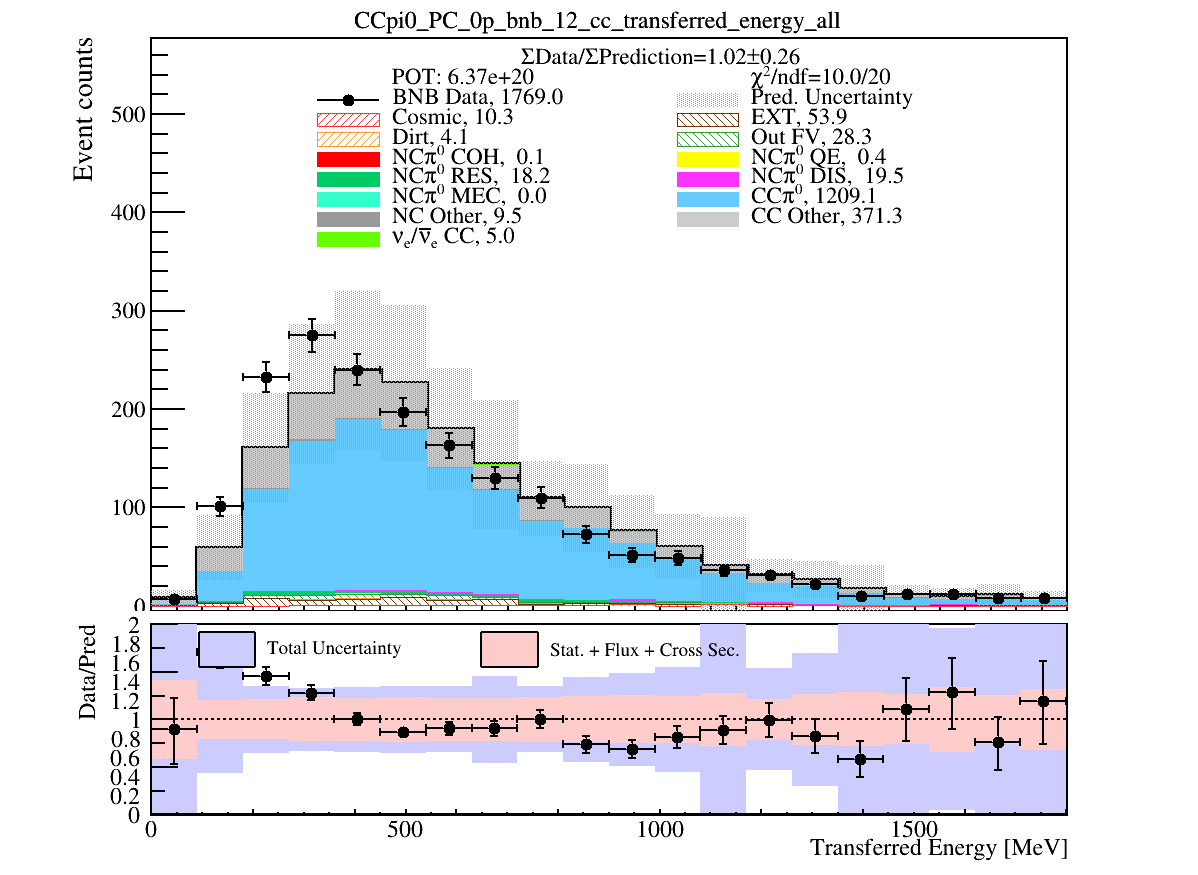 CCpi0_PC_0p_bnb_12_cc_transferred_energy_all
ΣData/ΣPrediction=1.02±0.26
POT: 6.37e+20
χ²/ndf=10.0/20
BNB Data, 1769.0
Pred. Uncertainty
Cosmic, 10.3
EXT, 53.9
Dirt, 4.1
Out FV, 28.3
NCπ⁰ COH, 0.1
NCπ⁰ QE, 0.4
NCπ⁰ RES, 18.2
NCπ⁰ DIS, 19.5
NCπ⁰ MEC, 0.0
CCπ⁰, 1209.1
NC Other, 9.5
CC Other, 371.3
νₑ/ν̅ₑ CC, 5.0
Event counts
500
400
300
200
100
0
Total Uncertainty
Stat. + Flux + Cross Sec.
Data/Pred
2
1.8
1.6
1.4
1.2
1
0.8
0.6
0.4
0.2
0
0 500 1000 1500
Transferred Energy [MeV]